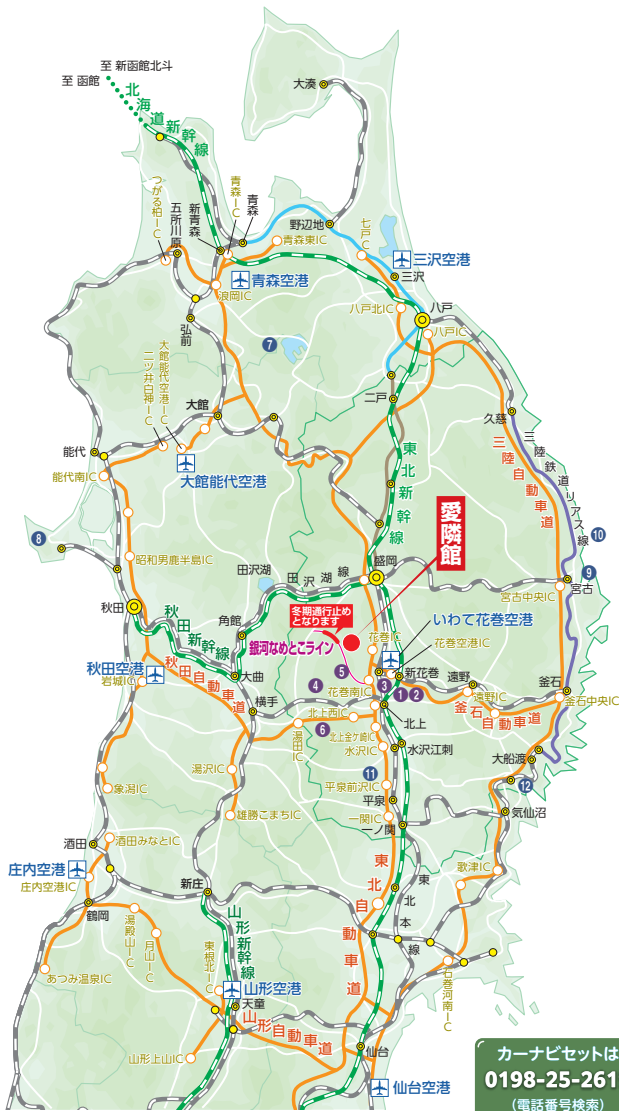 至 新函館北斗
至 函館
北海道新幹線
大湊
つがる柏IC
五所川原
新青森
青森IC
青森
野辺地
七戸IC
青森東IC
三沢空港
三沢
青森空港
浪岡IC
八戸北IC
八戸
八戸IC
弘前
7
大館能代空港IC
二ツ井白神IC
大館
二戸
久慈
能代
能代南IC
大館能代空港
東北新幹線
三陸自動車道
三陸鉄道リアス線
愛隣館
8
昭和男鹿半島IC
田沢湖
田沢湖線
盛岡
10
9
宮古
宮古中央IC
秋田
秋田新幹線
角館
冬期通行止め
となります
銀河なめとこライン
花巻IC
いわて花巻空港
花巻空港IC
秋田空港
岩城IC
秋田自動車道
大曲
5
4
3
新花巻
1
2
遠野
遠野IC
釜石
釜石中央IC
釜石自動車道
横手
花巻南IC
北上西IC
北上
6
北上金ケ崎IC
湯田IC
水沢IC
水沢江刺
大船渡
湯沢IC
11
平泉前沢IC
12
象潟IC
平泉
気仙沼
雄勝こまちIC
一関IC
一ノ関
酒田
酒田みなとIC
庄内空港
庄内空港IC
新庄
歌津IC
鶴岡
東北自動車道
東北本線
湯殿山IC
月山IC
山形新幹線
東根北IC
あつみ温泉IC
石巻河南IC
山形空港
天童
山形自動車道
山形上山IC
仙台
仙台空港
カーナビセットは
0198-25-261
(電話番号検索)